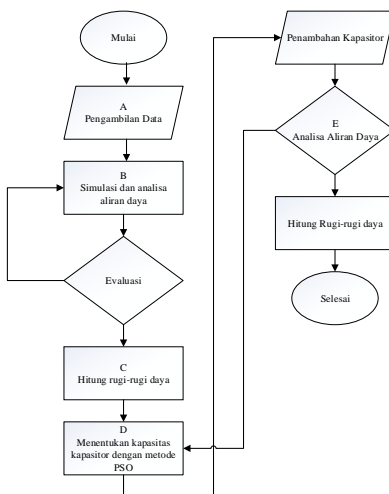 Mulai
A
Pengambilan Data
B
Simulasi dan analisa
aliran daya
Evaluasi
C
Hitung rugi-rugi daya
D
Menentukan kapasitas
kapasitor dengan metode
PSO
Penambahan Kapasitor
E
Analisa Aliran Daya
Hitung Rugi-rugi daya
Selesai